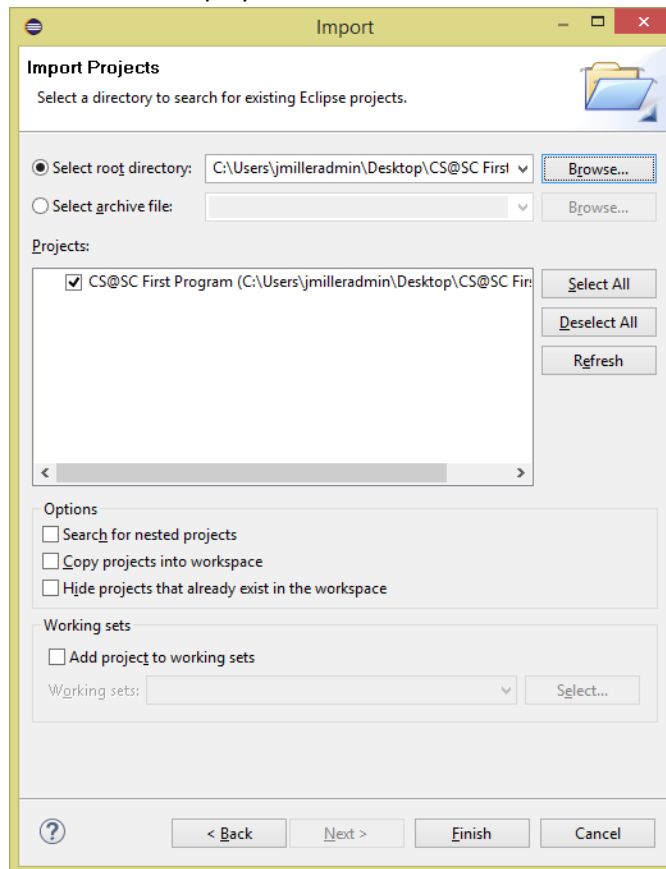 Import
Import Projects
Select a directory to search for existing Eclipse projects.
Select root directory: C:\Users\jmilleradmin\Desktop\CS@SC First Browse...
Select archive file: Browse...
Projects:
CS@SC First Program (C:\Users\jmilleradmin\Desktop\CS@SC Firs
Select All
Deselect All
Refresh
Options
Search for nested projects
Copy projects into workspace
Hide projects that already exist in the workspace
Working sets
Add project to working sets
Working sets: Select...
? < Back Next > Finish Cancel